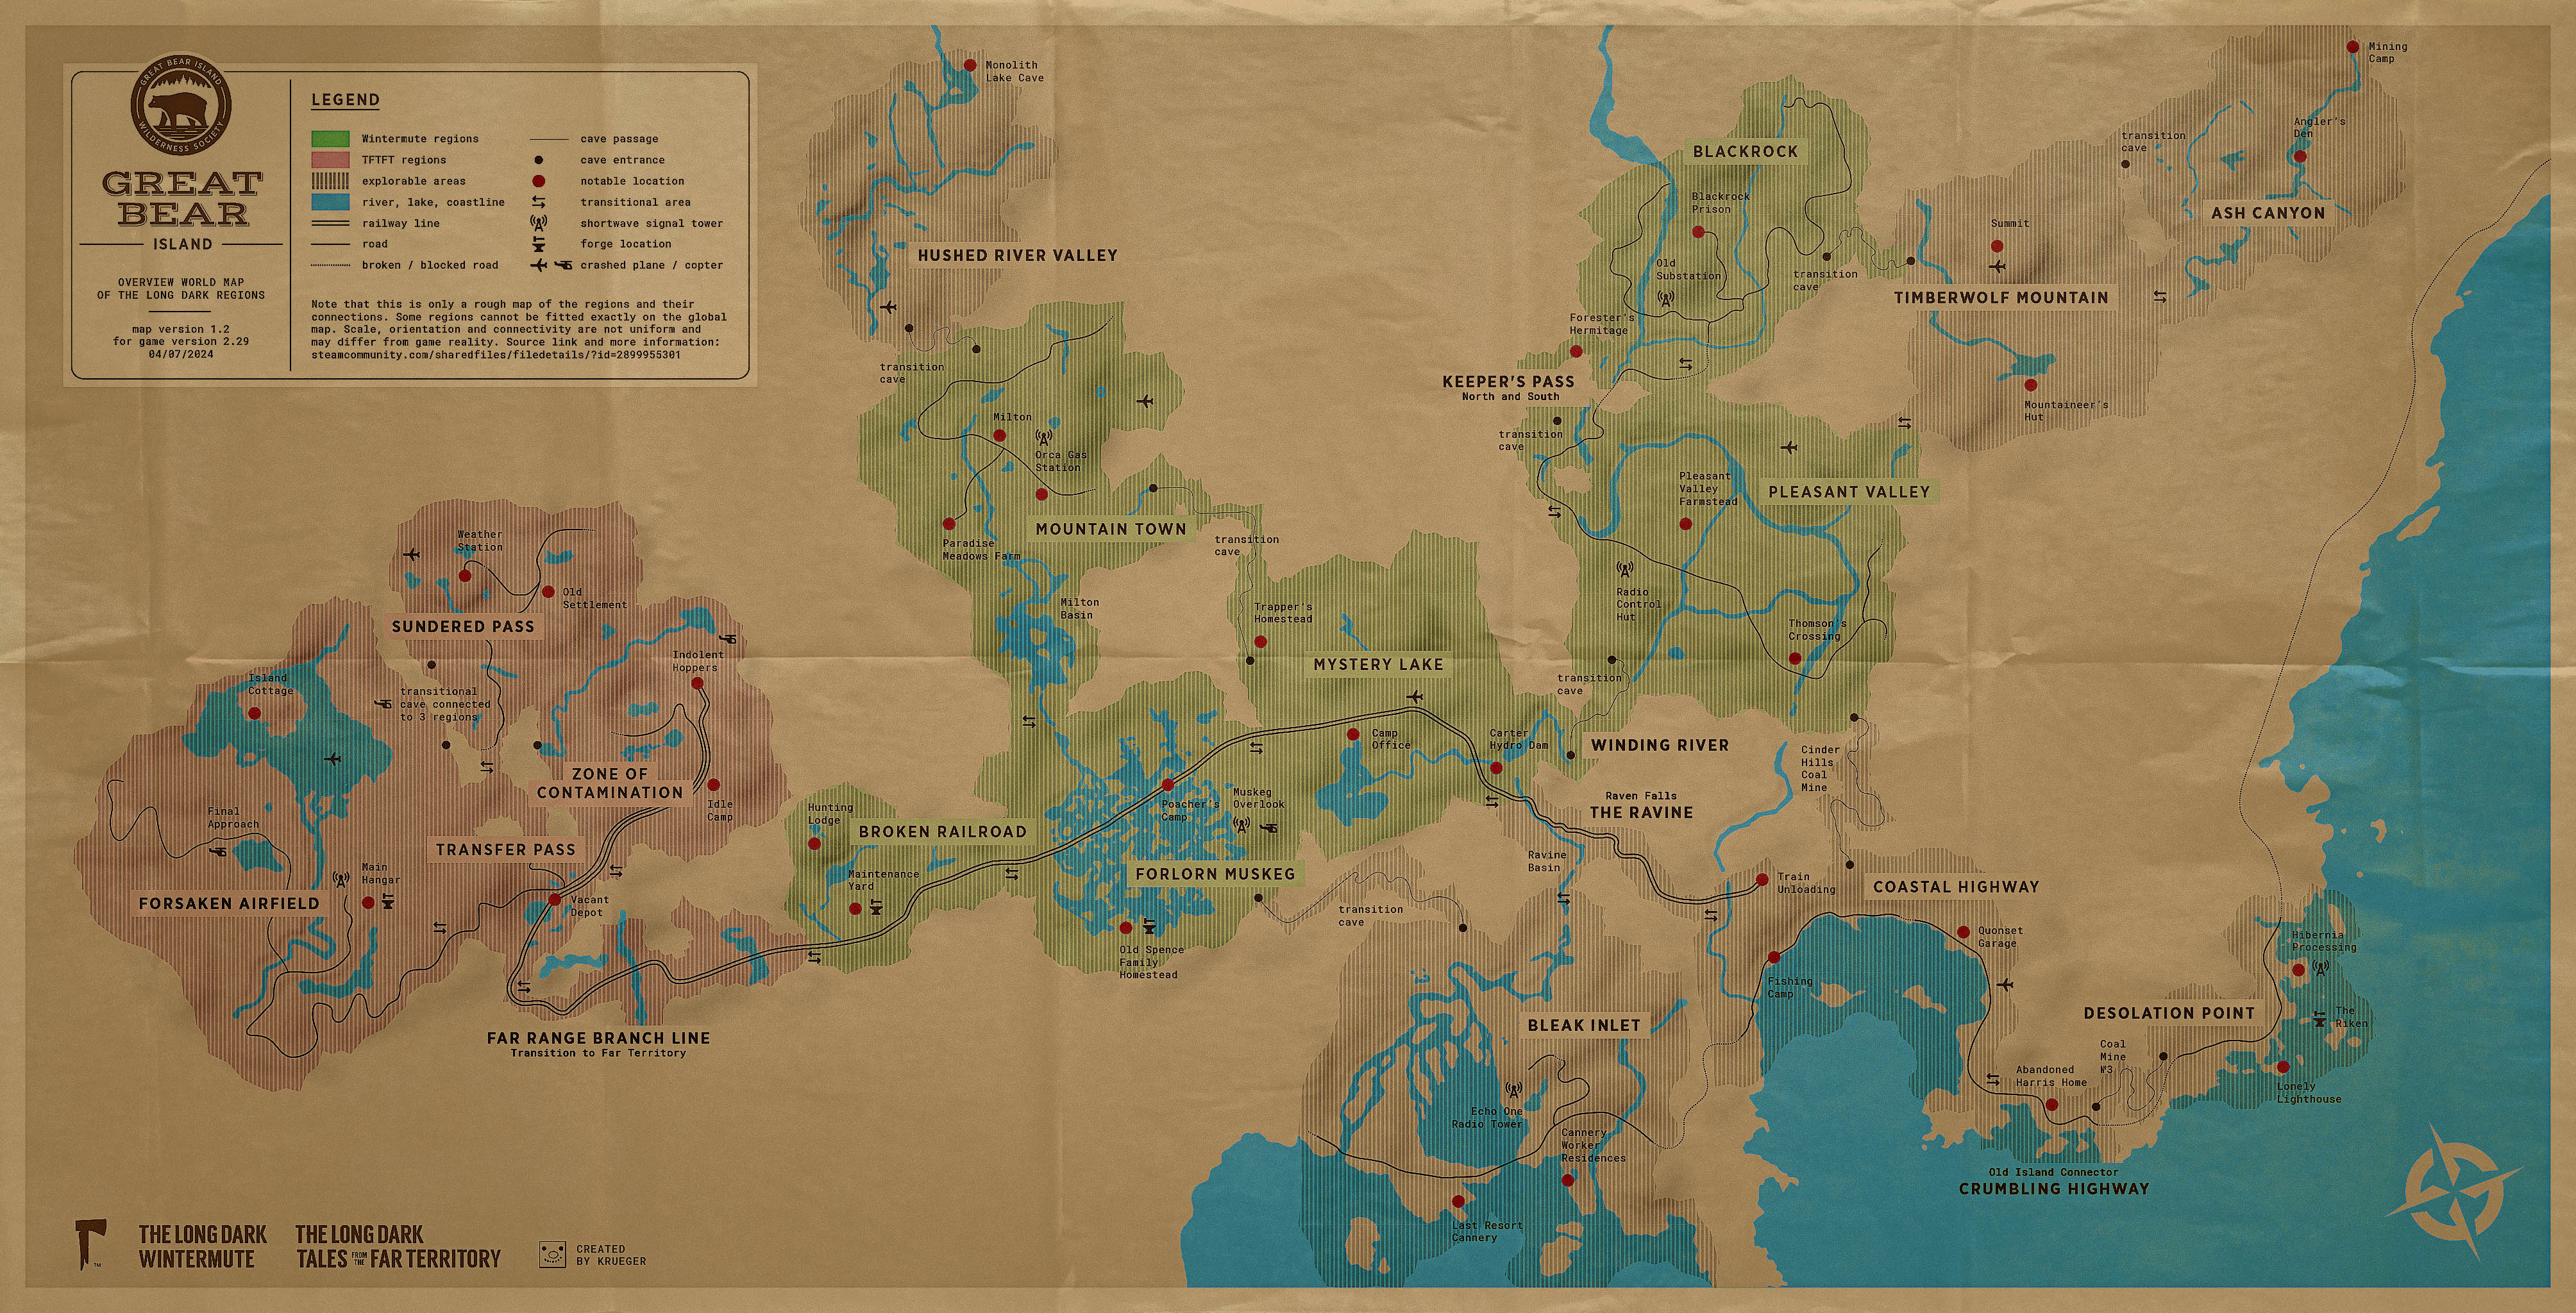 GREAT BEAR ISLAND
WILDERNESS SOCIETY
GREAT
BEAR
ISLAND
OVERVIEW WORLD MAP
OF THE LONG DARK REGIONS
map version 1.2
for game version 2.29
04/07/2024
LEGEND
Wintermute regions
TFTFT regions
explorable areas
river, lake, coastline
railway line
road
broken / blocked road
cave passage
cave entrance
notable location
transitional area
shortwave signal tower
forge location
crashed plane / copter
Note that this is only a rough map of the regions and their
connections. Some regions cannot be fitted exactly on the global
map. Scale, orientation and connectivity are not uniform and
may differ from game reality. Source link and more information:
steamcommunity.com/sharedfiles/filedetails/?id=2899955301
Monolith
Lake Cave
HUSHED RIVER VALLEY
transition
cave
Milton
Orca Gas
Station
MOUNTAIN TOWN
Paradise
Meadows Farm
transition
cave
Milton
Basin
BLACKROCK
Blackrock
Prison
Old
Substation
transition
cave
Forester's
Hermitage
KEEPER'S PASS
North and South
transition
cave
Mining
Camp
Angler's
Den
transition
cave
ASH CANYON
Summit
TIMBERWOLF MOUNTAIN
Mountaineer's
Hut
Pleasant
Valley
Farmstead
PLEASANT VALLEY
Radio
Control
Hut
Thomson's
Crossing
transition
cave
Weather
Station
Old
Settlement
SUNDERED PASS
Indolent
Hoppers
Island
Cottage
transitional
cave connected
to 3 regions
ZONE OF
CONTAMINATION
Idle
Camp
Final
Approach
TRANSFER PASS
Main
Hangar
FORSAKEN AIRFIELD
Vacant
Depot
FAR RANGE BRANCH LINE
Transition to Far Territory
Hunting
Lodge
BROKEN RAILROAD
Maintenance
Yard
Trapper's
Homestead
MYSTERY LAKE
Camp
Office
Carter
Hydro Dam
WINDING RIVER
Poacher's
Camp
Muskeg
Overlook
FORLORN MUSKEG
Old Spence
Family
Homestead
transition
cave
Raven Falls
THE RAVINE
Ravine
Basin
Cinder
Hills
Coal
Mine
Train
Unloading
COASTAL HIGHWAY
Quonset
Garage
Fishing
Camp
BLEAK INLET
Echo One
Radio Tower
Cannery
Worker
Residences
Last Resort
Cannery
Hibernia
Processing
DESOLATION POINT
The
Riken
Coal
Mine
№3
Abandoned
Harris Home
Lonely
Lighthouse
Old Island Connector
CRUMBLING HIGHWAY
TM
THE LONG DARK
WINTERMUTE
THE LONG DARK
TALES FROM THE FAR TERRITORY
CREATED
BY KRUEGER